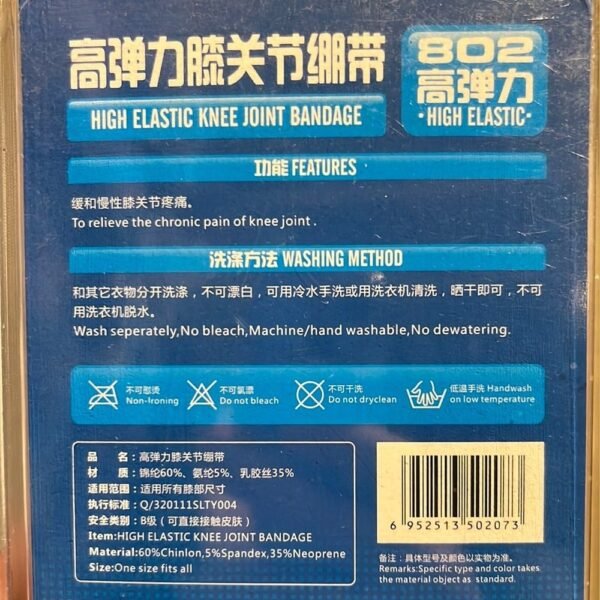 高弹力膝关节绷带
HIGH ELASTIC KNEE JOINT BANDAGE
802
高弹力
·HIGH ELASTIC·
功能 FEATURES
缓和慢性膝关节疼痛。
To relieve the chronic pain of knee joint .
洗涤方法 WASHING METHOD
和其它衣物分开洗涤，不可漂白，可用冷水手洗或用洗衣机清洗，晒干即可，不可
用洗衣机脱水。
Wash seperately,No bleach,Machine/hand washable,No dewatering.
不可熨烫
Non-Ironing
不可氯漂
Do not bleach
不可干洗
Do not dryclean
低温手洗 Handwash
on low temperature
品 名：高弹力膝关节绷带
材 质：锦纶60%、氨纶5%、乳胶丝35%
适用范围：适用所有膝部尺寸
执行标准：Q/320111SLTY004
安全类别：B级（可直接接触皮肤）
Item:HIGH ELASTIC KNEE JOINT BANDAGE
Material:60%Chinlon,5%Spandex,35%Neoprene
Size:One size fits all
6 952513 502073
备注：具体型号及颜色以实物为准。
Remarks:Specific type and color takes
the material object as standard.